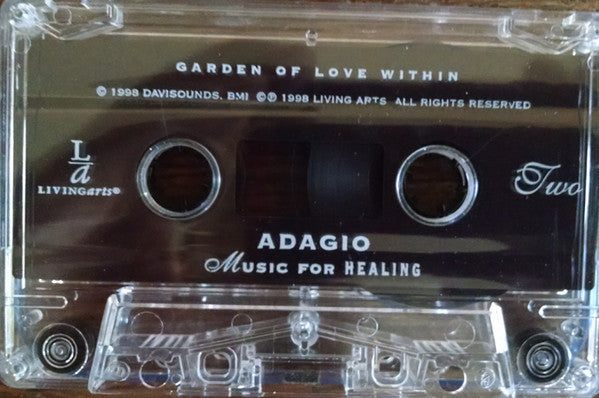 GARDEN OF LOVE WITHIN
© 1998 DAVISOUNDS, BMI ©℗ 1998 LIVING ARTS ALL RIGHTS RESERVED
La
LIVINGarts®
Two
ADAGIO
MUSIC FOR HEALING